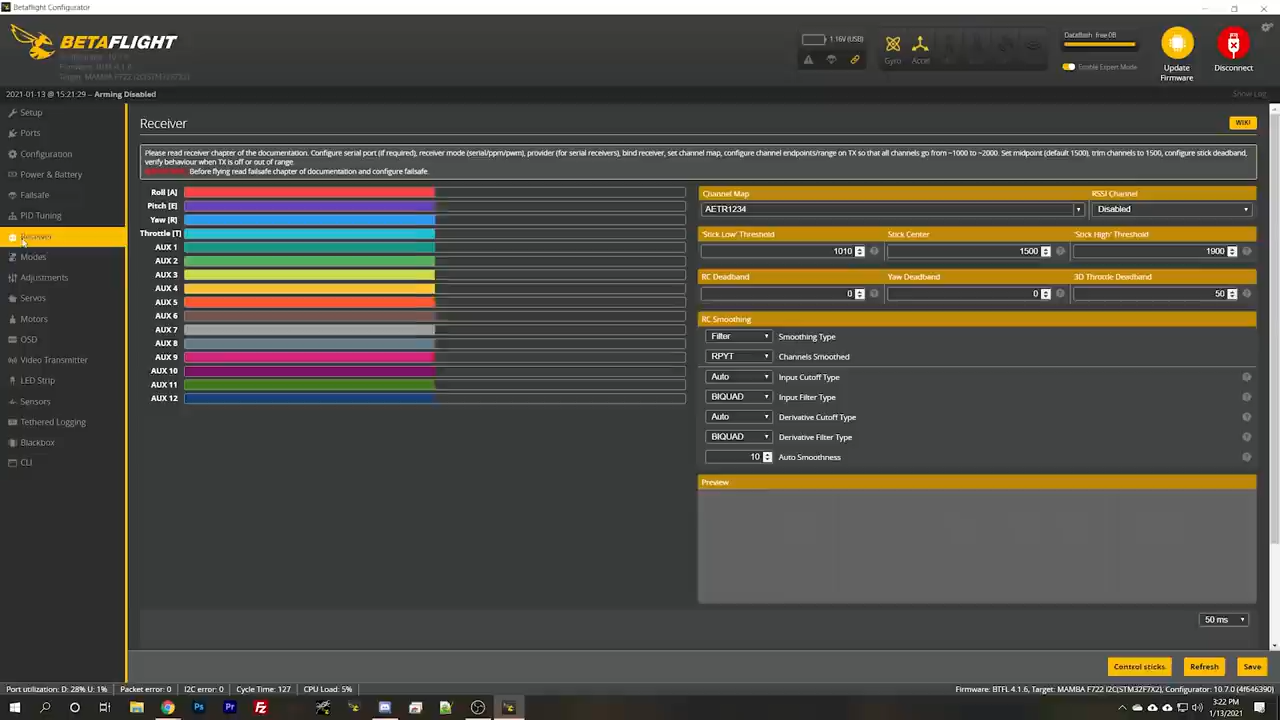 Betaflight Configurator
BETAFLIGHT
1.16V (USB)
Gyro
Accel
Dataflash: free 0B
Enable Expert Mode
Update
Firmware
Disconnect
2021-01-13 @ 15:21:29 -- Arming Disabled
Show Log
Setup
Ports
Configuration
Power & Battery
Failsafe
PID Tuning
Receiver
Modes
Adjustments
Servos
Motors
OSD
Video Transmitter
LED Strip
Sensors
Tethered Logging
Blackbox
CLI
Receiver
WIKI
Please read receiver chapter of the documentation. Configure serial port (if required), receiver mode (serial/ppm/pwm), provider (for serial receivers), bind receiver, set channel map, configure channel endpoints/range on TX so that all channels go from ~1000 to ~2000. Set midpoint (default 1500), trim channels to 1500, configure stick deadband,
verify behaviour when TX is off or out of range.
Before flying read failsafe chapter of documentation and configure failsafe.
Roll [A]
Pitch [E]
Yaw [R]
Throttle [T]
AUX 1
AUX 2
AUX 3
AUX 4
AUX 5
AUX 6
AUX 7
AUX 8
AUX 9
AUX 10
AUX 11
AUX 12
Channel Map
RSSI Channel
AETR1234
Disabled
'Stick Low' Threshold
Stick Center
'Stick High' Threshold
1010
1500
1900
RC Deadband
Yaw Deadband
3D Throttle Deadband
0
0
50
RC Smoothing
Filter Smoothing Type
RPYT Channels Smoothed
Auto Input Cutoff Type
BIQUAD Input Filter Type
Auto Derivative Cutoff Type
BIQUAD Derivative Filter Type
10 Auto Smoothness
Preview
50 ms
Control sticks
Refresh
Save
Port utilization: D: 28% U: 1%
Packet error: 0
I2C error: 0
Cycle Time: 127
CPU Load: 5%
Firmware: BTFL 4.1.6, Target: MAMBA F722 I2C(STM32F7X2), Configurator: 10.7.0 (4f646390)
3:22 PM
1/13/2021